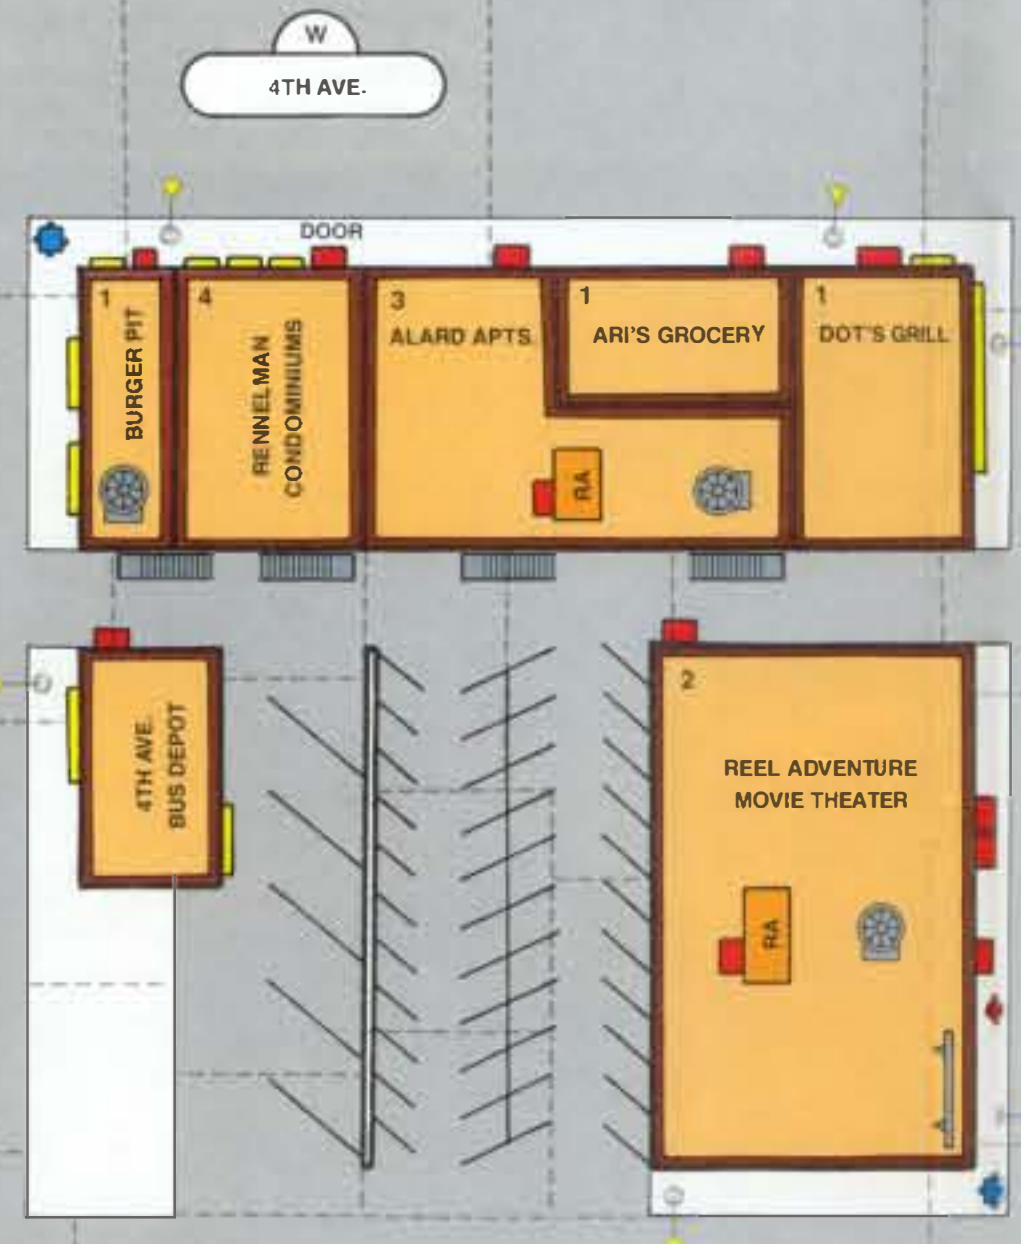 W
4TH AVE.
DOOR
1
BURGER PIT
4
RENNELMAN
CONDOMINIUMS
3
ALARD APTS.
1
ARI'S GROCERY
1
DOT'S GRILL
RA
4TH AVE.
BUS DEPOT
2
REEL ADVENTURE
MOVIE THEATER
RA